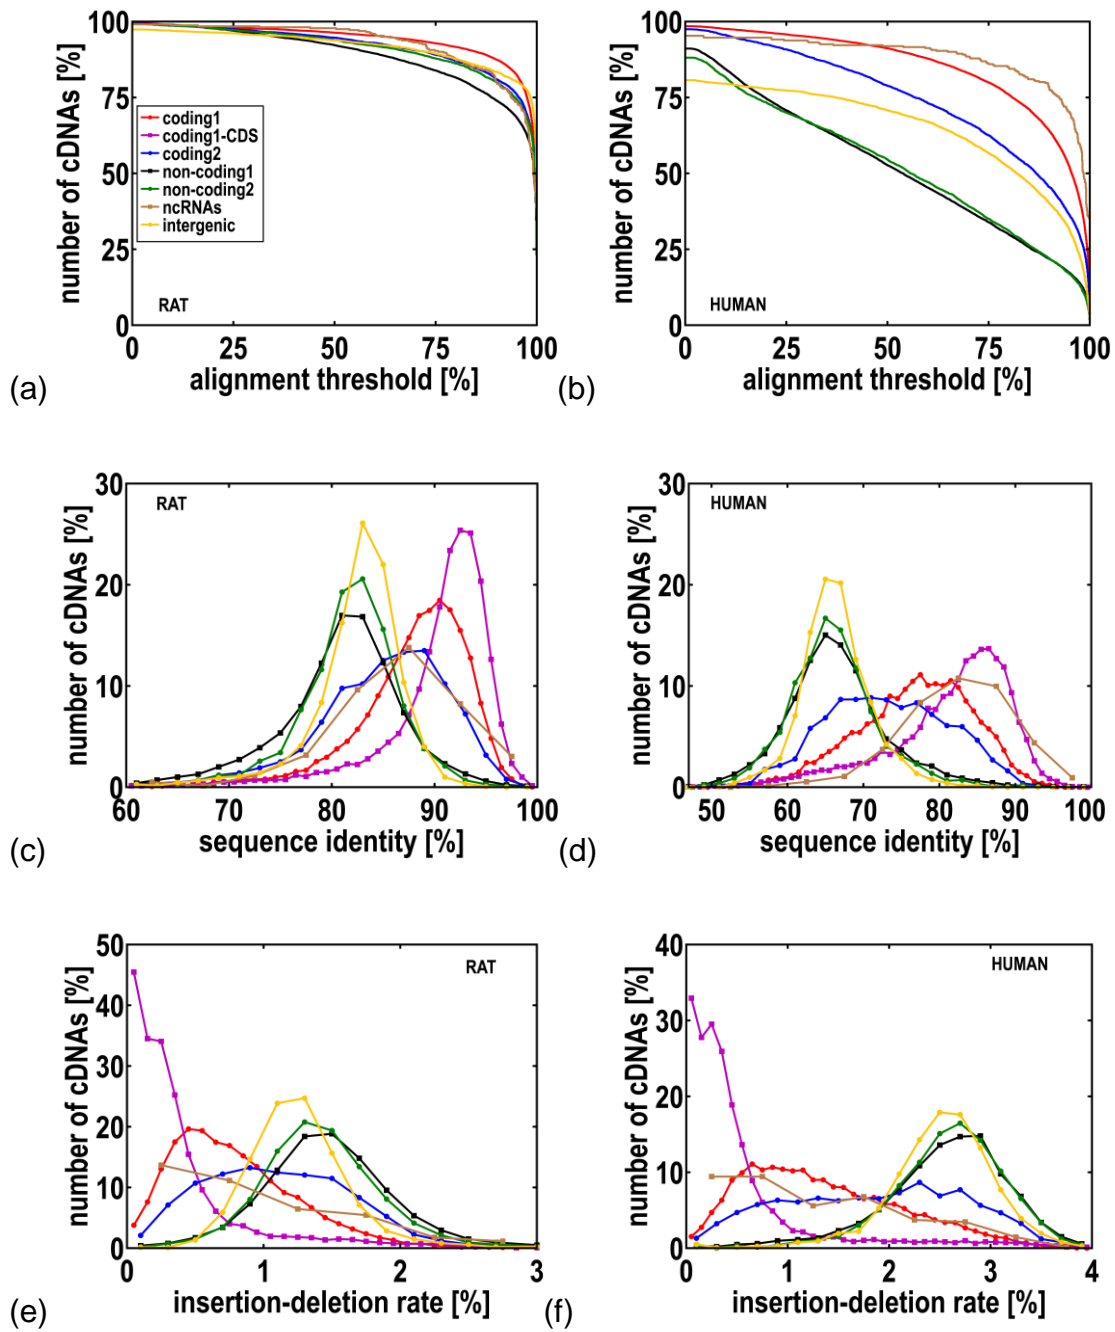 100
75
50
25
0
number of cDNAs [%]
coding1
coding1-CDS
coding2
non-coding1
non-coding2
ncRNAs
intergenic
RAT
0 25 50 75 100
alignment threshold [%]
(a)
100
75
50
25
0
number of cDNAs [%]
HUMAN
0 25 50 75 100
alignment threshold [%]
(b)
30
20
10
0
number of cDNAs [%]
RAT
60 70 80 90 100
sequence identity [%]
(c)
30
20
10
0
number of cDNAs [%]
HUMAN
50 60 70 80 90 100
sequence identity [%]
(d)
50
40
30
20
10
0
number of cDNAs [%]
RAT
0 1 2 3
insertion-deletion rate [%]
(e)
40
30
20
10
0
number of cDNAs [%]
HUMAN
0 1 2 3 4
insertion-deletion rate [%]
(f)